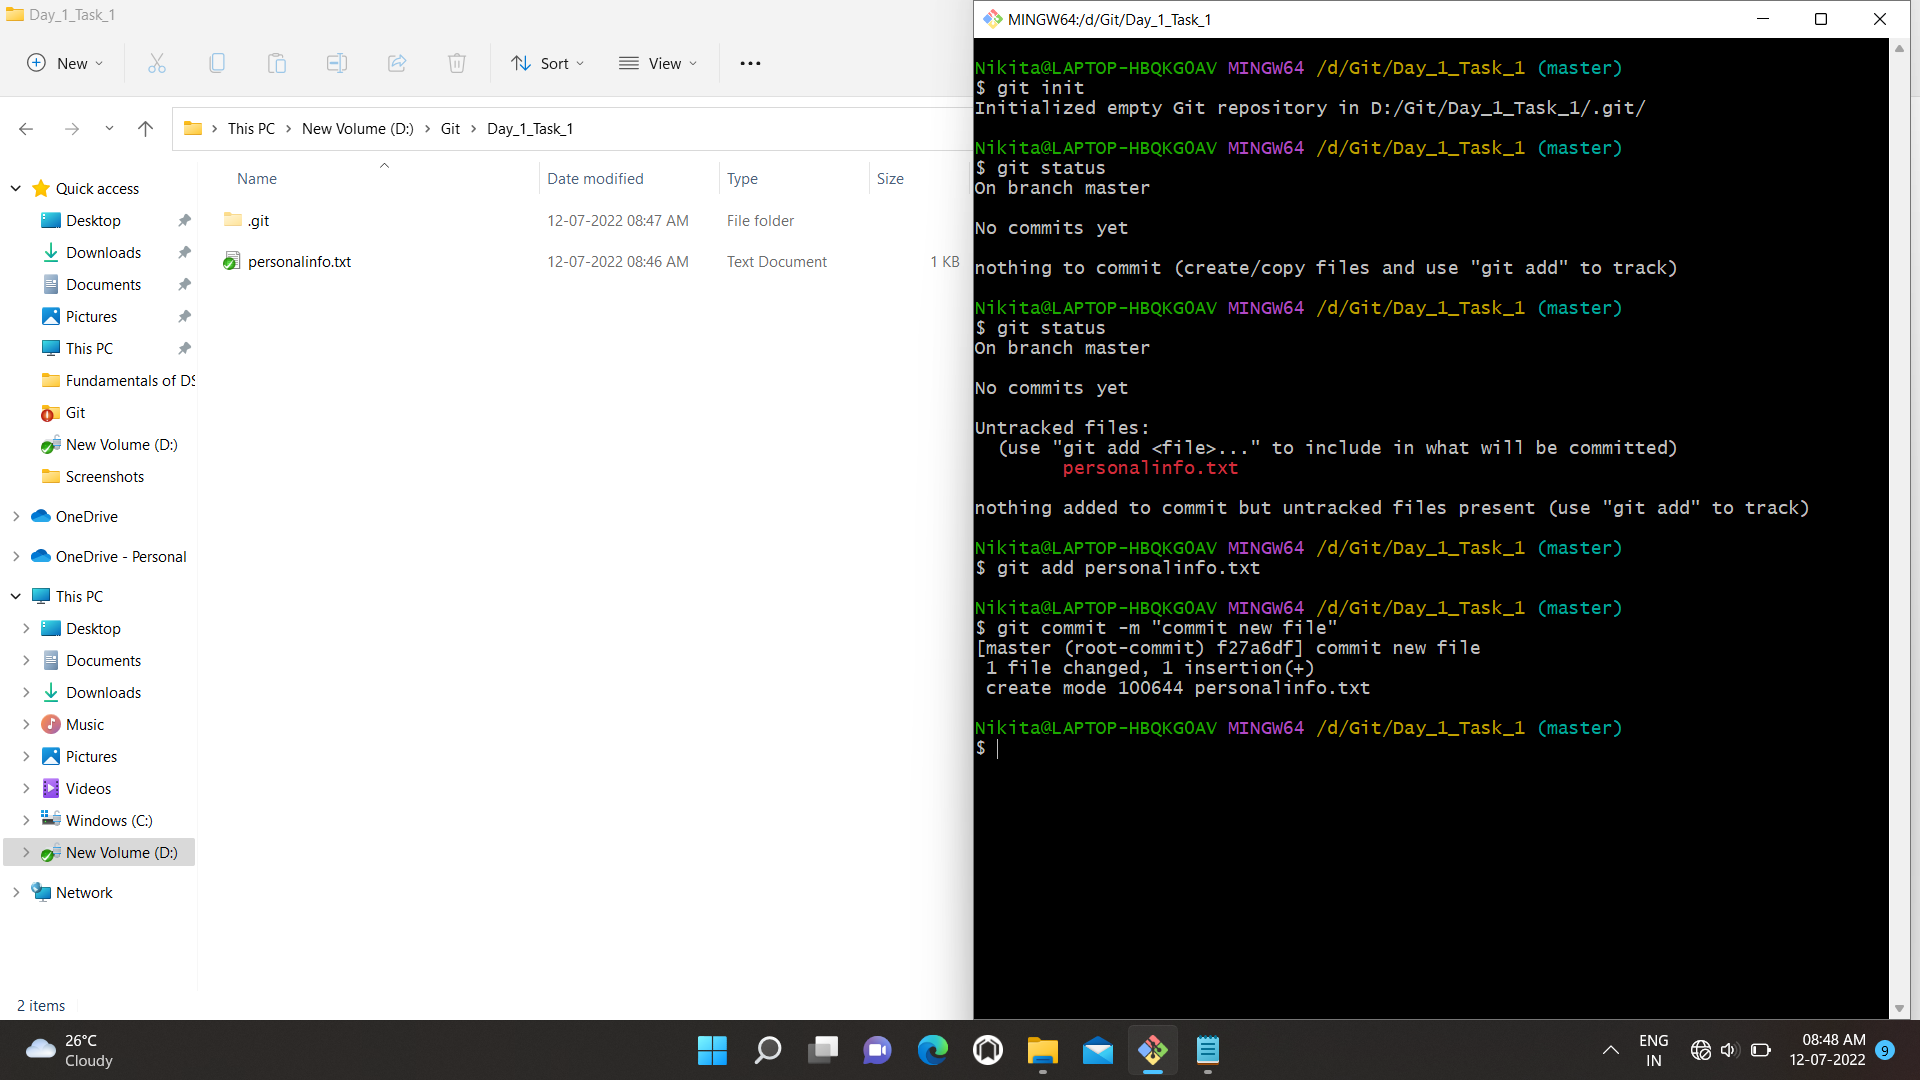 Day_1_Task_1
New
Sort
View
This PC > New Volume (D:) > Git > Day_1_Task_1
Name
Date modified
Type
Size
.git
12-07-2022 08:47 AM
File folder
personalinfo.txt
12-07-2022 08:46 AM
Text Document
1 KB
Quick access
Desktop
Downloads
Documents
Pictures
This PC
Fundamentals of DS
Git
New Volume (D:)
Screenshots
OneDrive
OneDrive - Personal
This PC
Desktop
Documents
Downloads
Music
Pictures
Videos
Windows (C:)
New Volume (D:)
Network
2 items
MINGW64:/d/Git/Day_1_Task_1
Nikita@LAPTOP-HBQKG0AV MINGW64 /d/Git/Day_1_Task_1 (master)
$ git init
Initialized empty Git repository in D:/Git/Day_1_Task_1/.git/
Nikita@LAPTOP-HBQKG0AV MINGW64 /d/Git/Day_1_Task_1 (master)
$ git status
On branch master
No commits yet
nothing to commit (create/copy files and use "git add" to track)
Nikita@LAPTOP-HBQKG0AV MINGW64 /d/Git/Day_1_Task_1 (master)
$ git status
On branch master
No commits yet
Untracked files:
(use "git add <file>..." to include in what will be committed)
personalinfo.txt
nothing added to commit but untracked files present (use "git add" to track)
Nikita@LAPTOP-HBQKG0AV MINGW64 /d/Git/Day_1_Task_1 (master)
$ git add personalinfo.txt
Nikita@LAPTOP-HBQKG0AV MINGW64 /d/Git/Day_1_Task_1 (master)
$ git commit -m "commit new file"
[master (root-commit) f27a6df] commit new file
1 file changed, 1 insertion(+)
create mode 100644 personalinfo.txt
Nikita@LAPTOP-HBQKG0AV MINGW64 /d/Git/Day_1_Task_1 (master)
$
26°C
Cloudy
ENG
IN
08:48 AM
12-07-2022
9